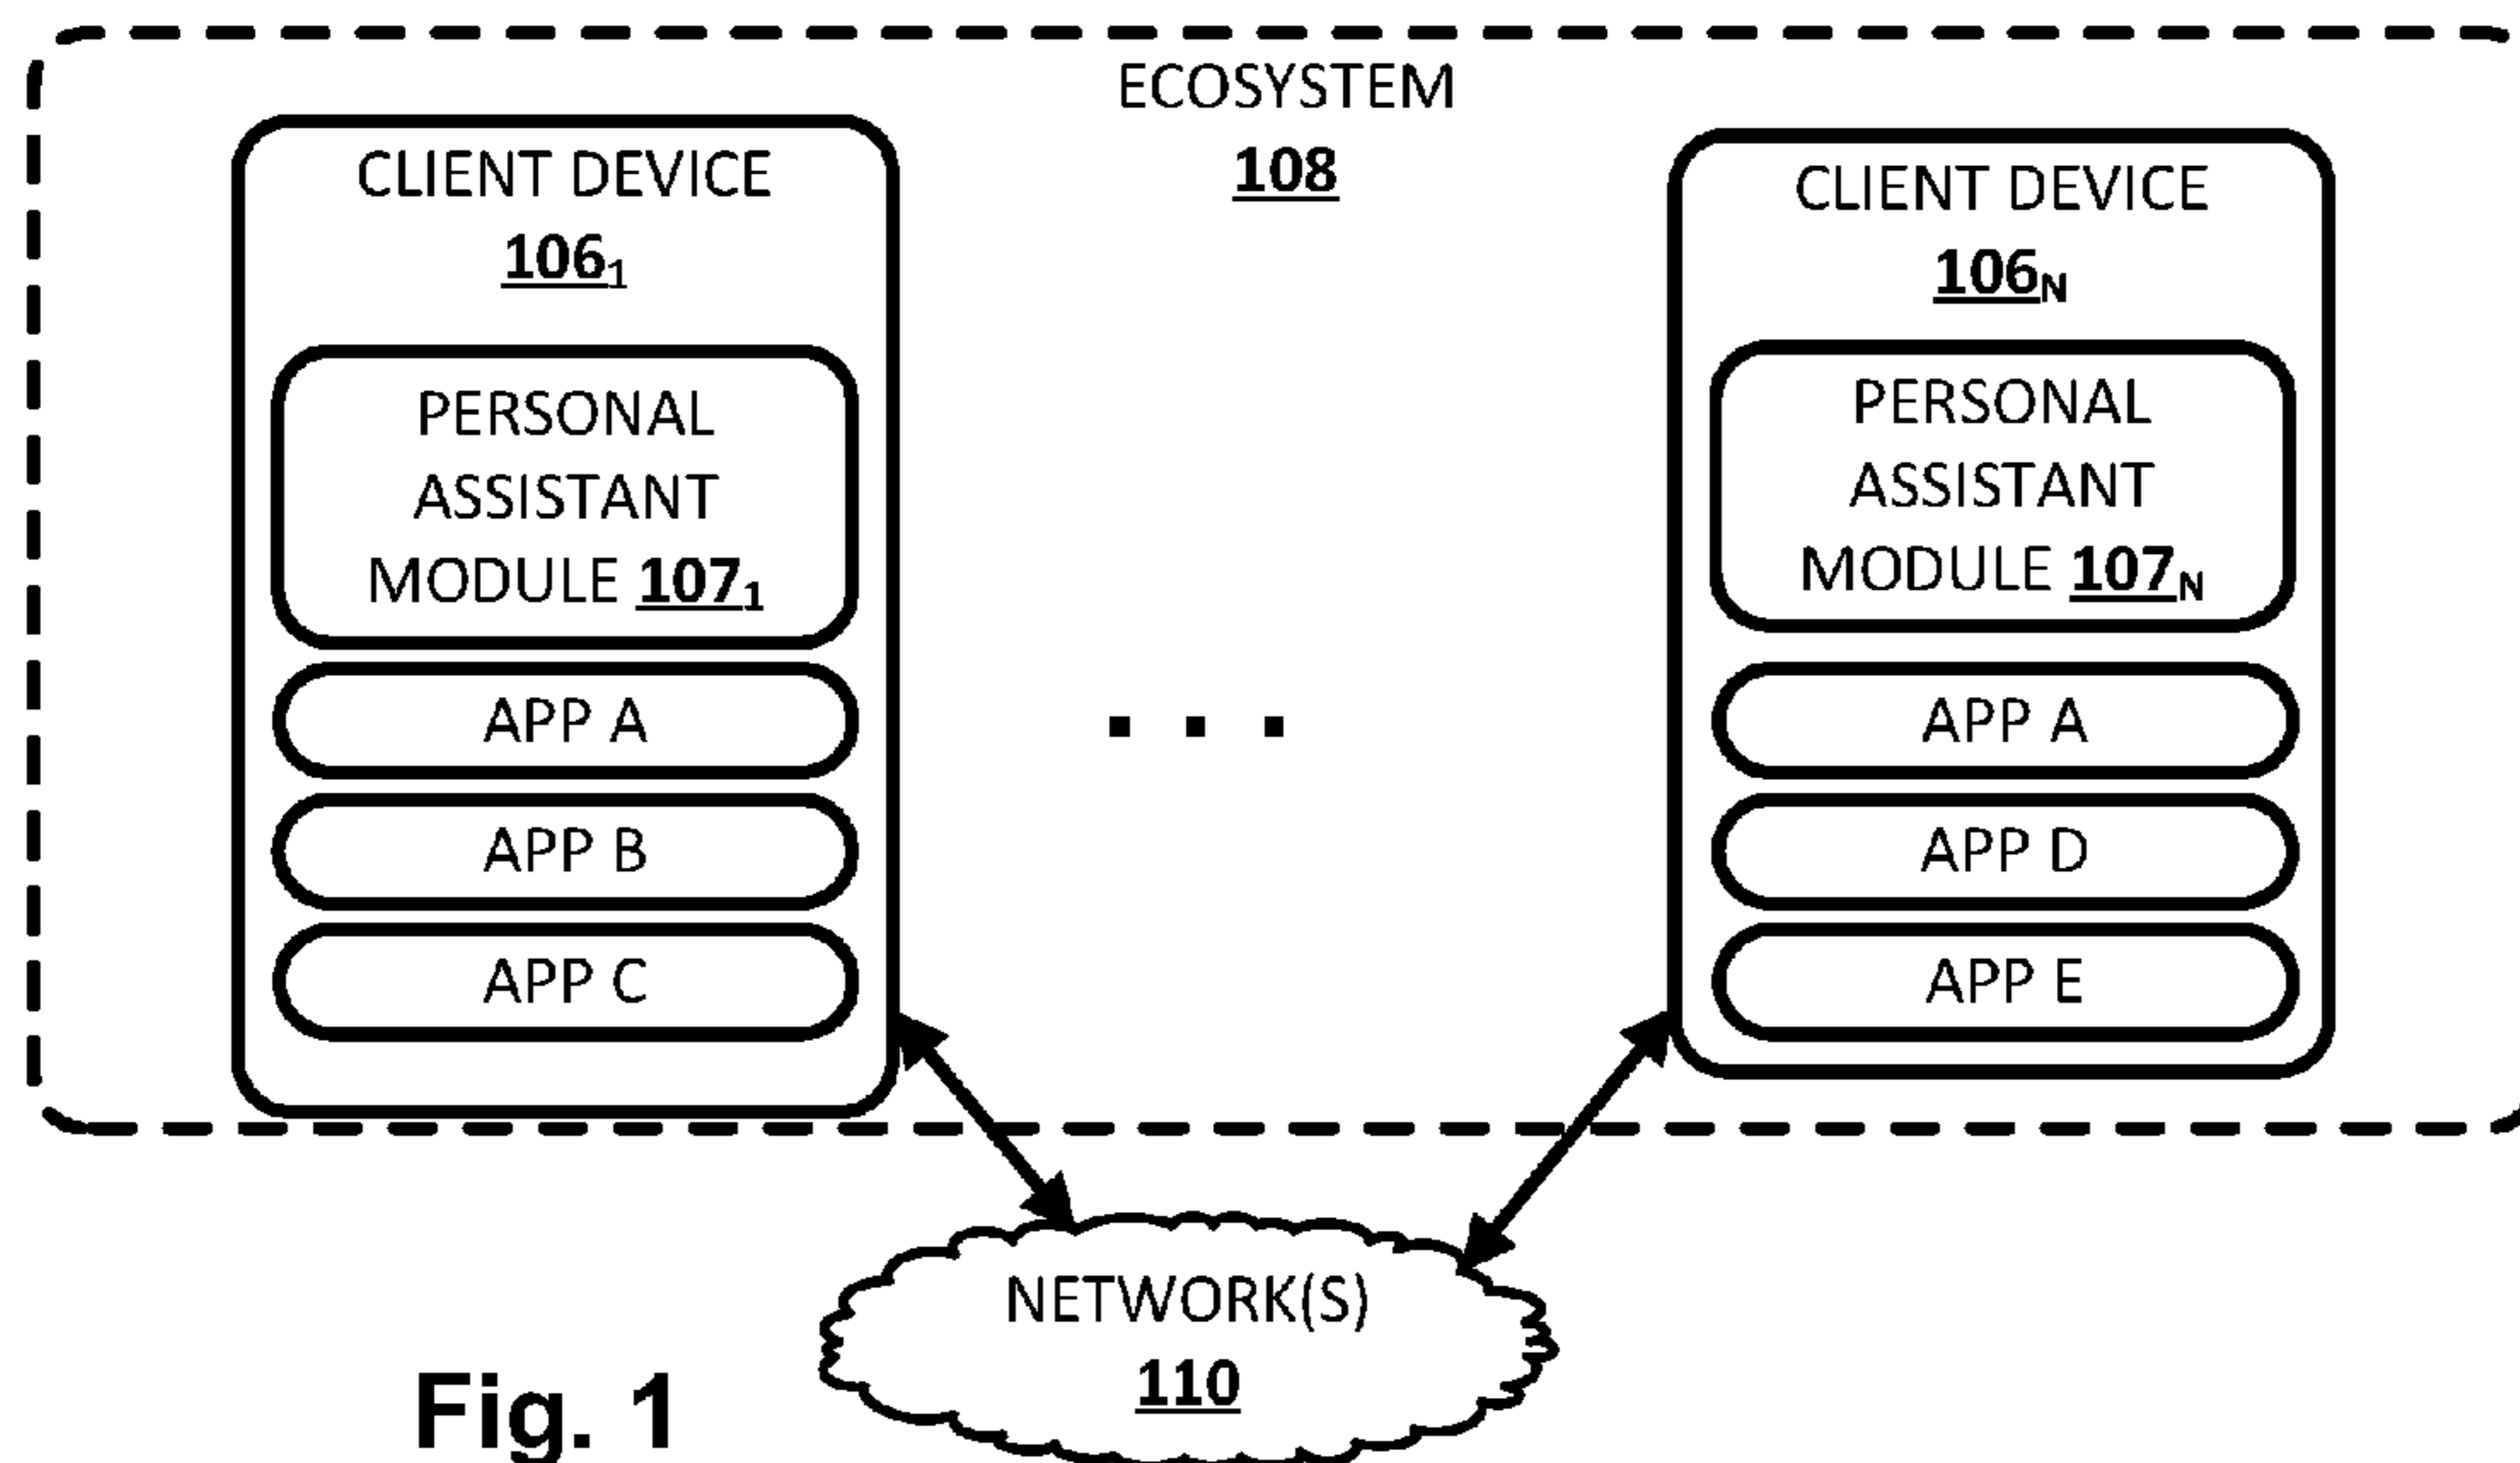 ECOSYSTEM
108
CLIENT DEVICE
106₁
PERSONAL
ASSISTANT
MODULE 107₁
APP A
APP B
APP C
. . .
CLIENT DEVICE
106N
PERSONAL
ASSISTANT
MODULE 107N
APP A
APP D
APP E
NETWORK(S)
110
Fig. 1